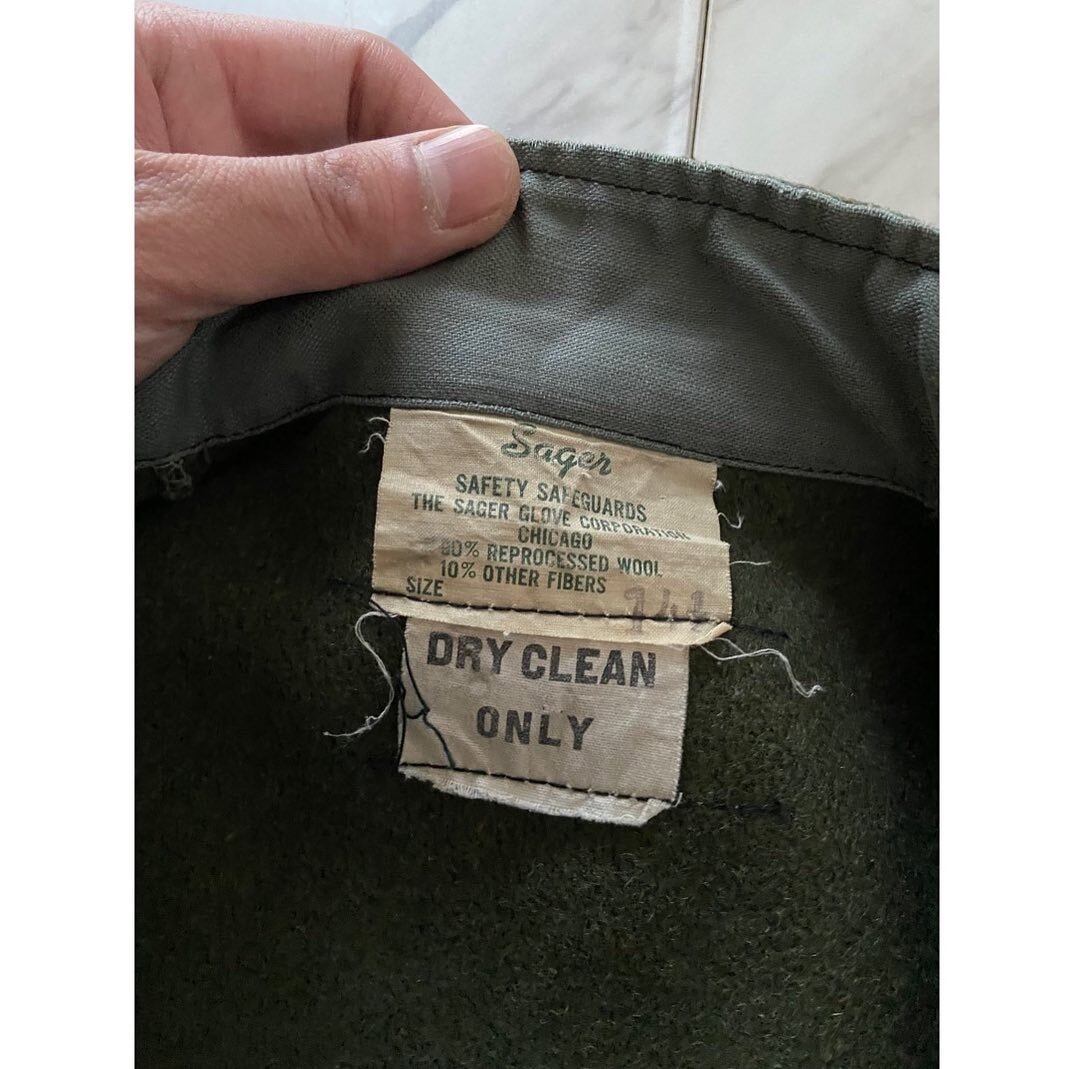 Sager
SAFETY SAFEGUARDS
THE SAGER GLOVE CORPORATION
CHICAGO
90% REPROCESSED WOOL
10% OTHER FIBERS
SIZE
DRY CLEAN
ONLY